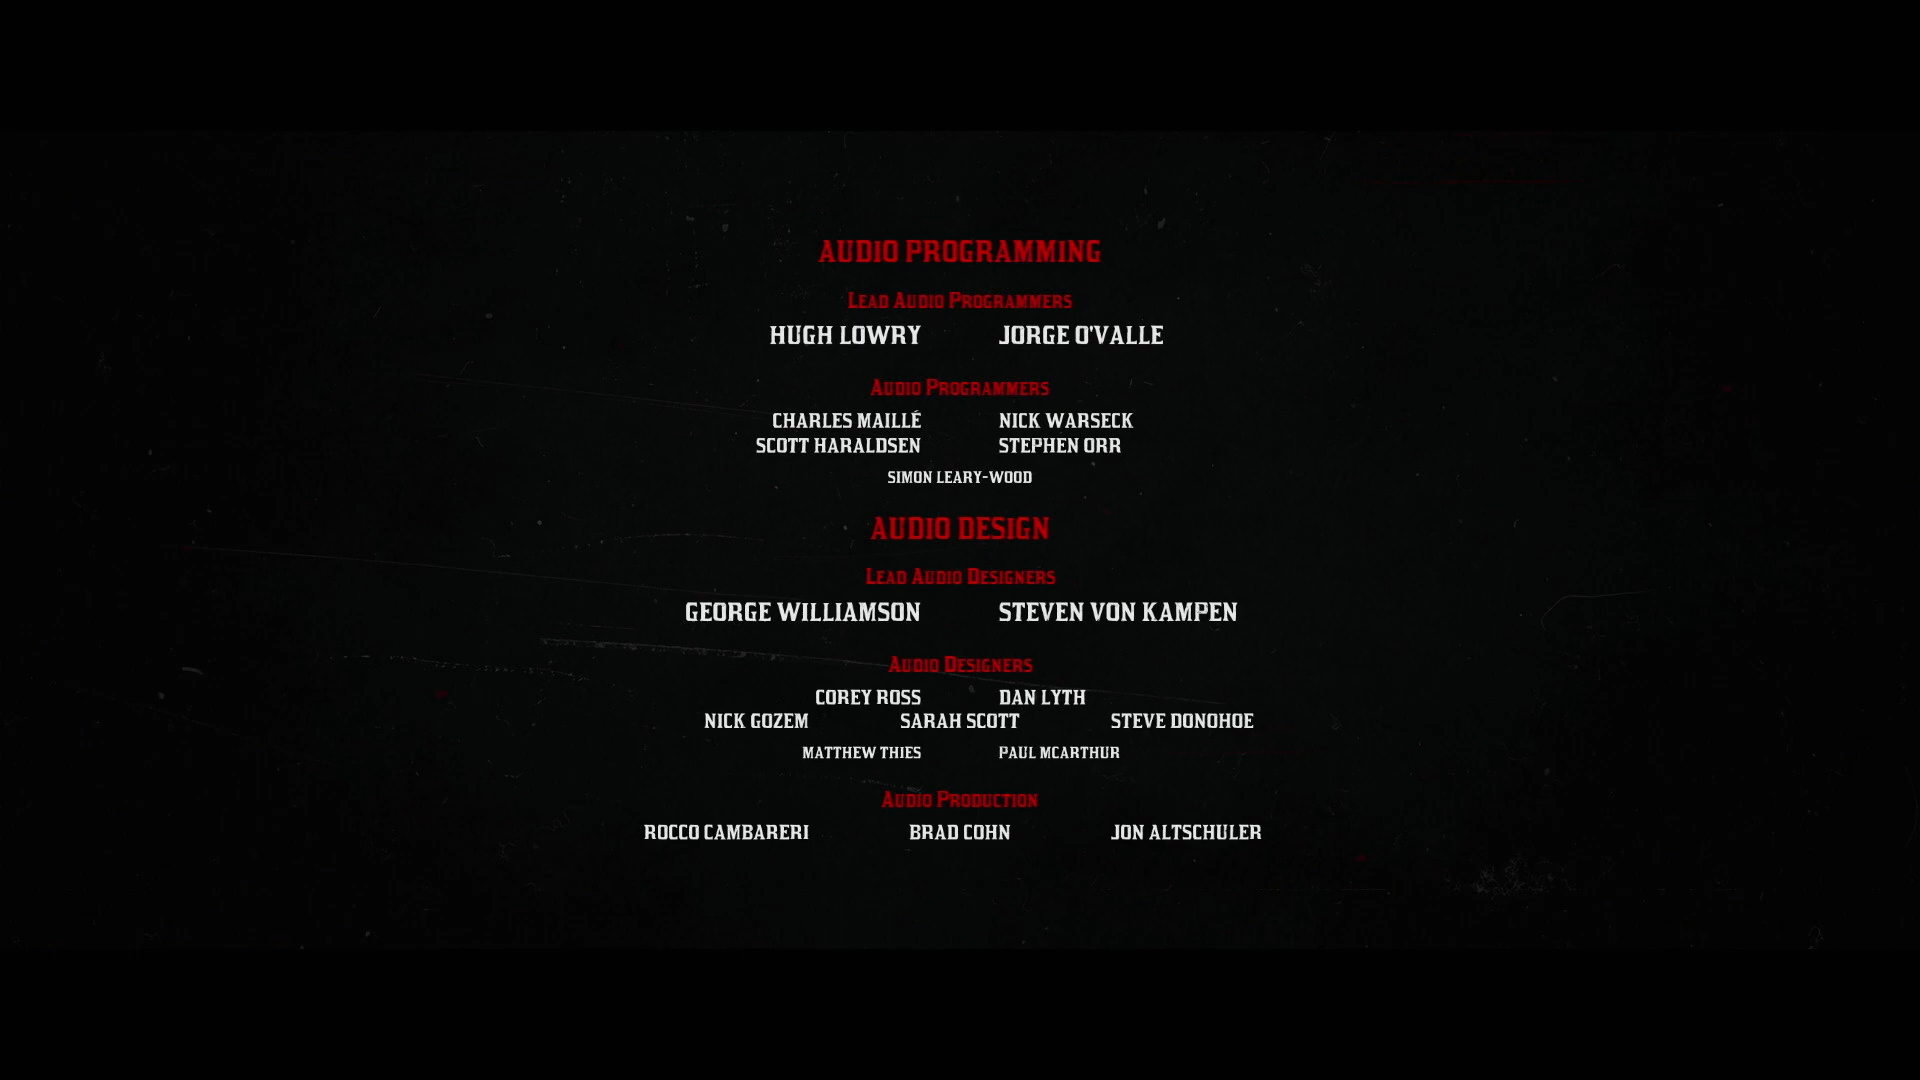 AUDIO PROGRAMMING
LEAD AUDIO PROGRAMMERS
HUGH LOWRY JORGE O'VALLE
AUDIO PROGRAMMERS
CHARLES MAILLÉ NICK WARSECK
SCOTT HARALDSEN STEPHEN ORR
SIMON LEARY-WOOD
AUDIO DESIGN
LEAD AUDIO DESIGNERS
GEORGE WILLIAMSON STEVEN VON KAMPEN
AUDIO DESIGNERS
COREY ROSS DAN LYTH
NICK GOZEM SARAH SCOTT STEVE DONOHOE
MATTHEW THIES PAUL MCARTHUR
AUDIO PRODUCTION
ROCCO CAMBARERI BRAD COHN JON ALTSCHULER